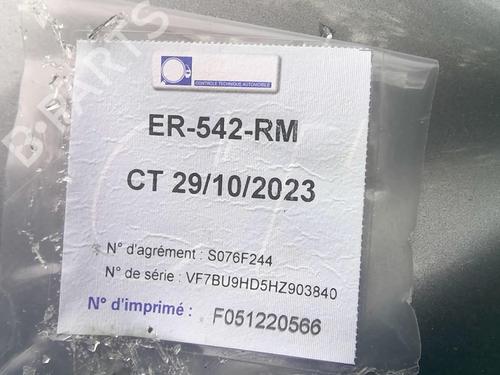 CONTROLE TECHNIQUE AUTOMOBILE
ER-542-RM
CT 29/10/2023
N° d'agrément : S076F244
N° de série : VF7BU9HD5HZ903840
N° d'imprimé : F051220566
B-PARTS